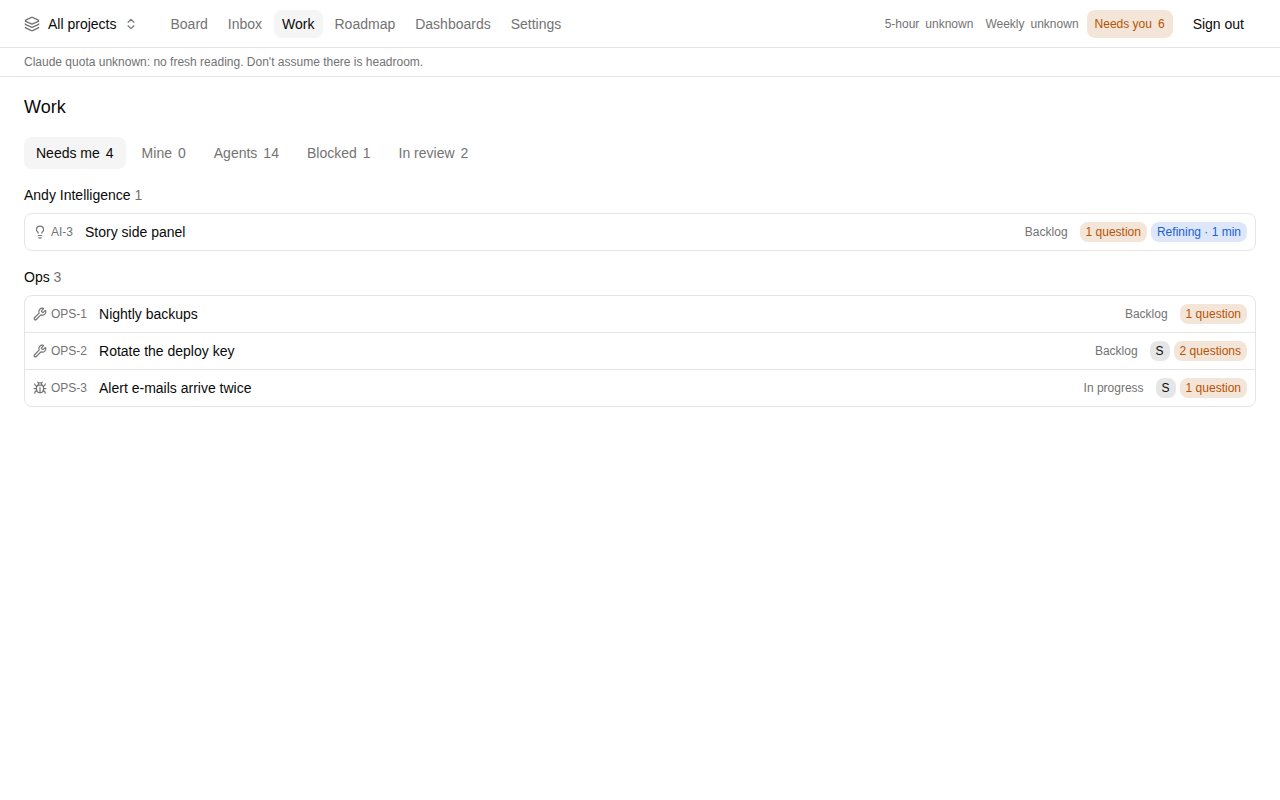 All projects Board Inbox Work Roadmap Dashboards Settings 5-hour unknown Weekly unknown Needs you 6 Sign out
Claude quota unknown: no fresh reading. Don't assume there is headroom.
Work
Needs me 4 Mine 0 Agents 14 Blocked 1 In review 2
Andy Intelligence 1
AI-3 Story side panel Backlog 1 question Refining · 1 min
Ops 3
OPS-1 Nightly backups Backlog 1 question
OPS-2 Rotate the deploy key Backlog S 2 questions
OPS-3 Alert e-mails arrive twice In progress S 1 question